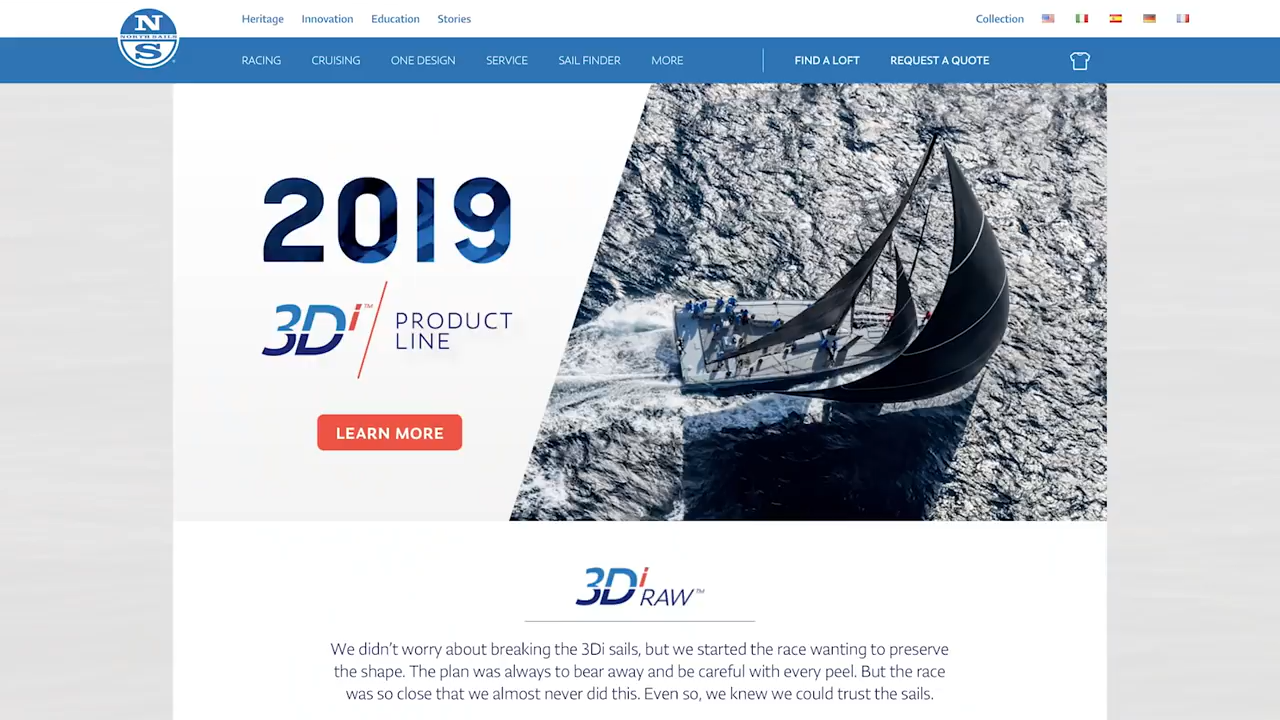 Heritage Innovation Education Stories Collection
N
NORTH SAILS
S
RACING CRUISING ONE DESIGN SERVICE SAIL FINDER MORE FIND A LOFT REQUEST A QUOTE
2019
3Di™ PRODUCT
LINE
LEARN MORE
3Di RAW™
We didn't worry about breaking the 3Di sails, but we started the race wanting to preserve
the shape. The plan was always to bear away and be careful with every peel. But the race
was so close that we almost never did this. Even so, we knew we could trust the sails.